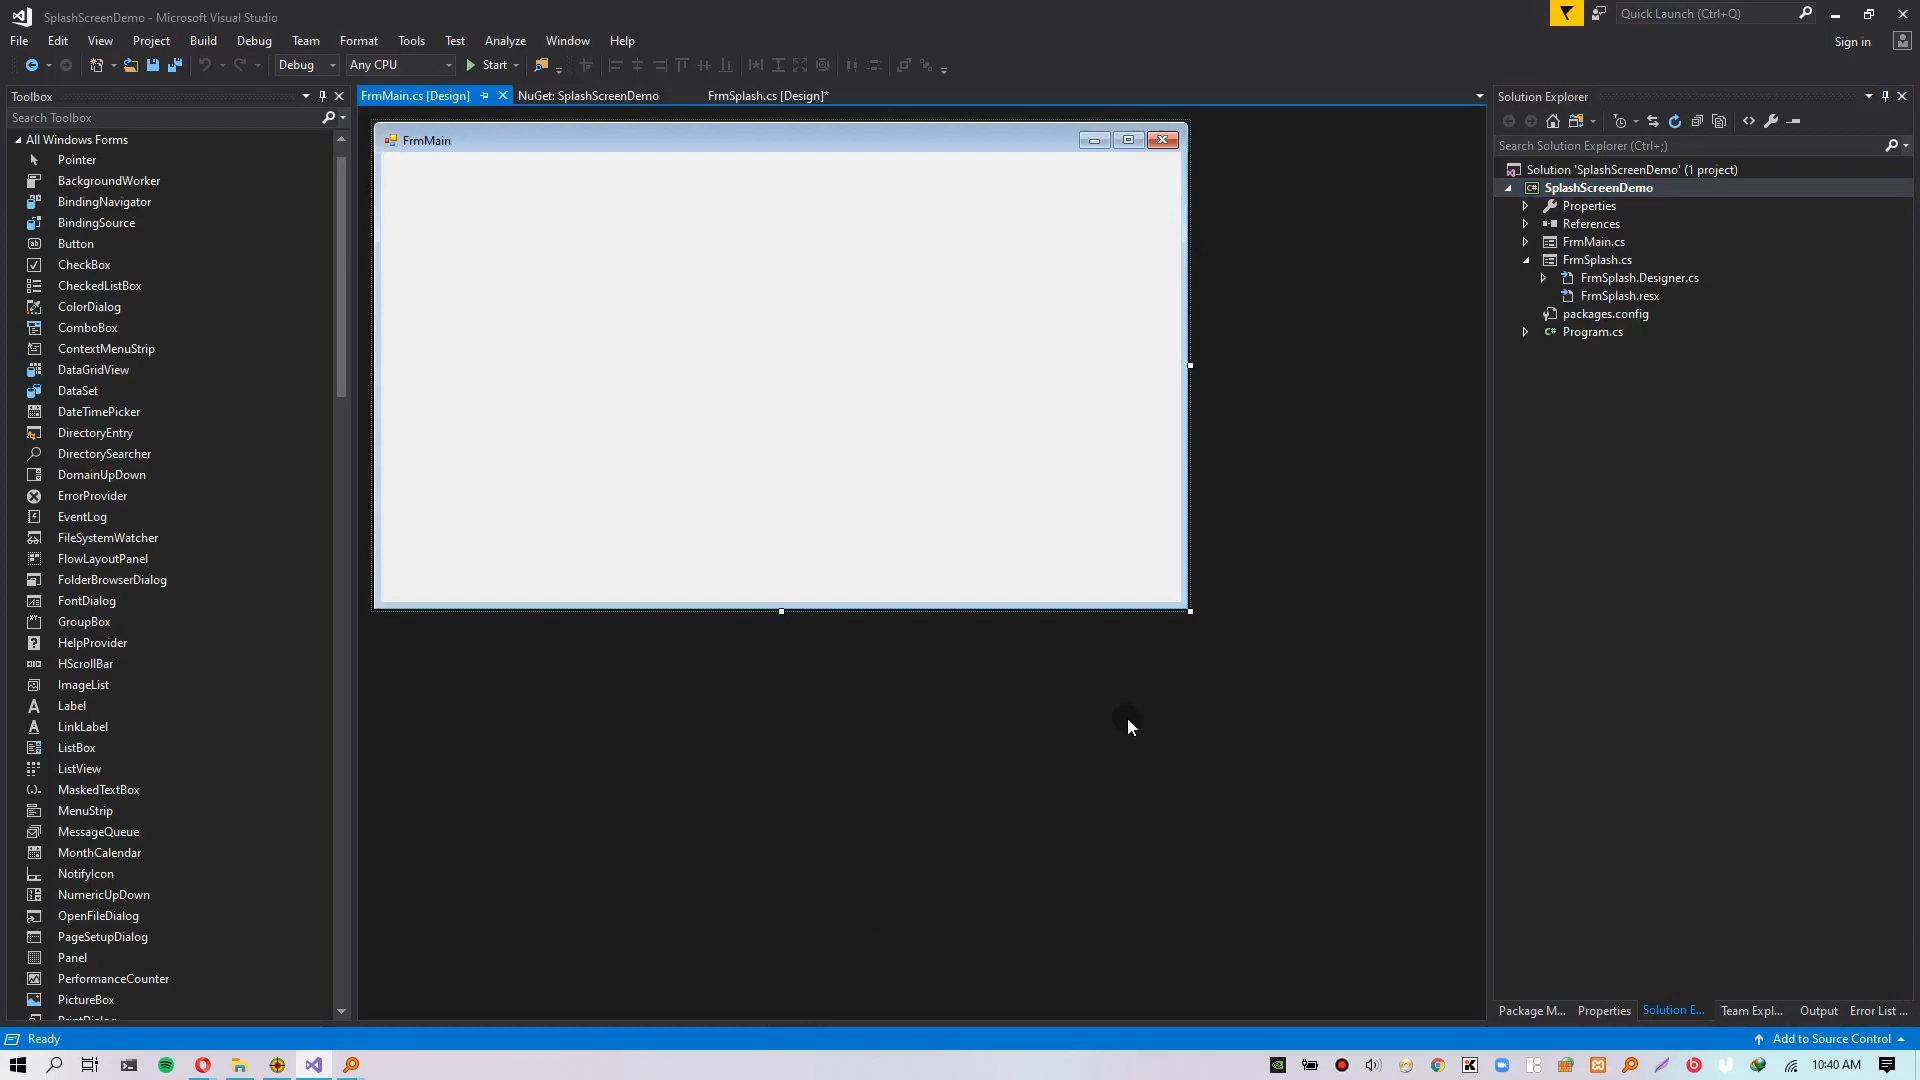 SplashScreenDemo - Microsoft Visual Studio
Quick Launch (Ctrl+Q)
File Edit View Project Build Debug Team Format Tools Test Analyze Window Help
Sign in
Debug Any CPU Start
Toolbox
Search Toolbox
All Windows Forms
Pointer
BackgroundWorker
BindingNavigator
BindingSource
Button
CheckBox
CheckedListBox
ColorDialog
ComboBox
ContextMenuStrip
DataGridView
DataSet
DateTimePicker
DirectoryEntry
DirectorySearcher
DomainUpDown
ErrorProvider
EventLog
FileSystemWatcher
FlowLayoutPanel
FolderBrowserDialog
FontDialog
GroupBox
HelpProvider
HScrollBar
ImageList
Label
LinkLabel
ListBox
ListView
MaskedTextBox
MenuStrip
MessageQueue
MonthCalendar
NotifyIcon
NumericUpDown
OpenFileDialog
PageSetupDialog
Panel
PerformanceCounter
PictureBox
PrintDialog
FrmMain.cs [Design] NuGet: SplashScreenDemo FrmSplash.cs [Design]*
FrmMain
Solution Explorer
Search Solution Explorer (Ctrl+;)
Solution 'SplashScreenDemo' (1 project)
SplashScreenDemo
Properties
References
FrmMain.cs
FrmSplash.cs
FrmSplash.Designer.cs
FrmSplash.resx
packages.config
Program.cs
Package M... Properties Solution E... Team Expl... Output Error List ...
Ready
Add to Source Control
10:40 AM